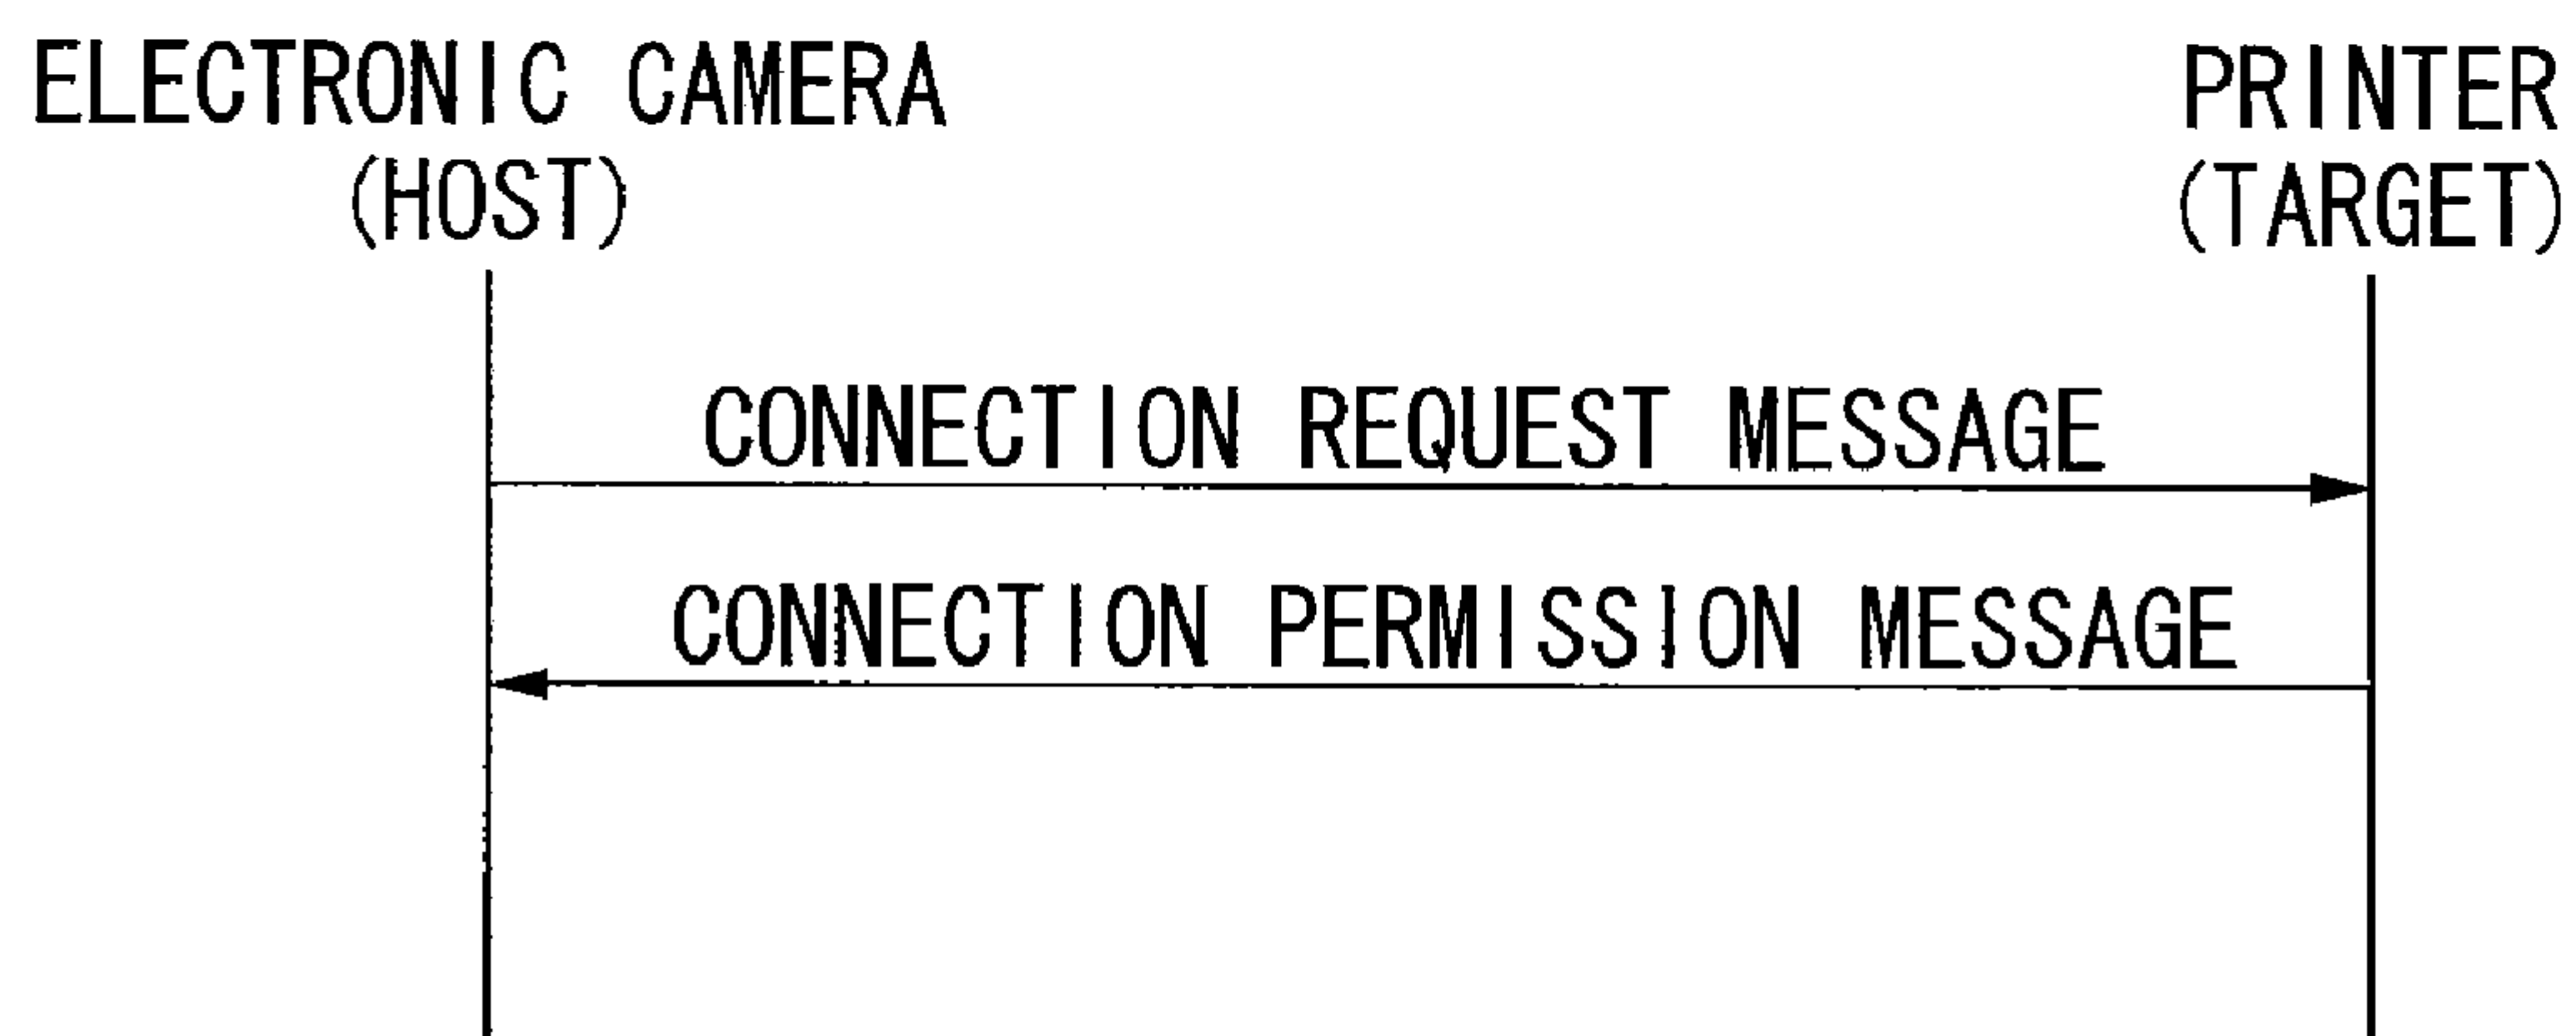 ELECTRONIC CAMERA
(HOST)
PRINTER
(TARGET)
CONNECTION REQUEST MESSAGE
CONNECTION PERMISSION MESSAGE